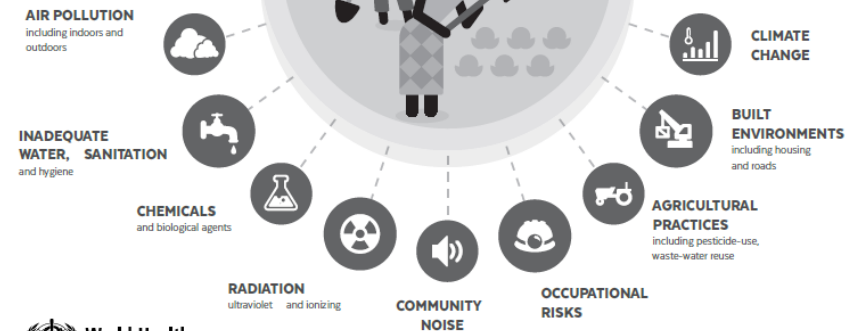 AIR POLLUTION
including indoors and
outdoors
CLIMATE
CHANGE
INADEQUATE
WATER, SANITATION
and hygiene
BUILT
ENVIRONMENTS
including housing
and roads
CHEMICALS
and biological agents
AGRICULTURAL
PRACTICES
including pesticide-use,
waste-water reuse
RADIATION
ultraviolet and ionizing
COMMUNITY
NOISE
OCCUPATIONAL
RISKS